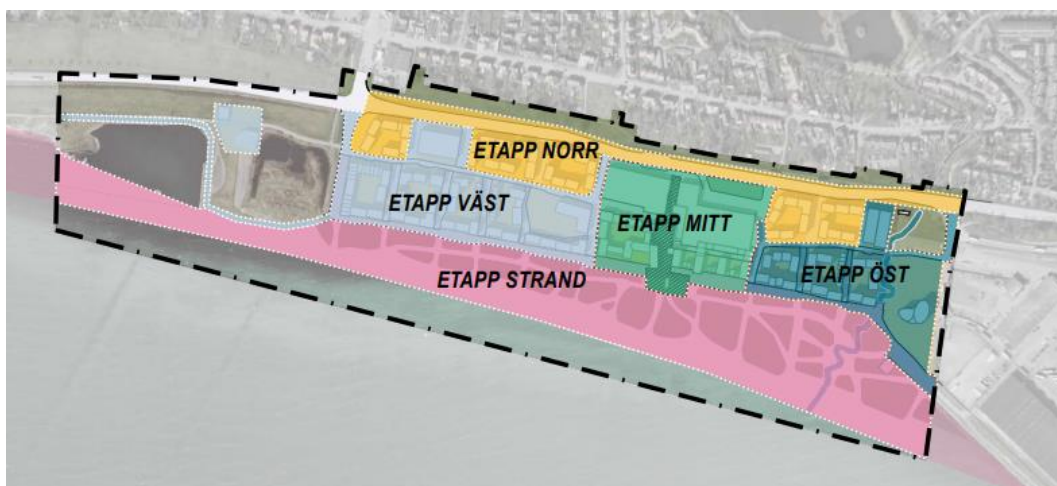 ETAPP NORR
ETAPP VÄST
ETAPP MITT
ETAPP ÖST
ETAPP STRAND